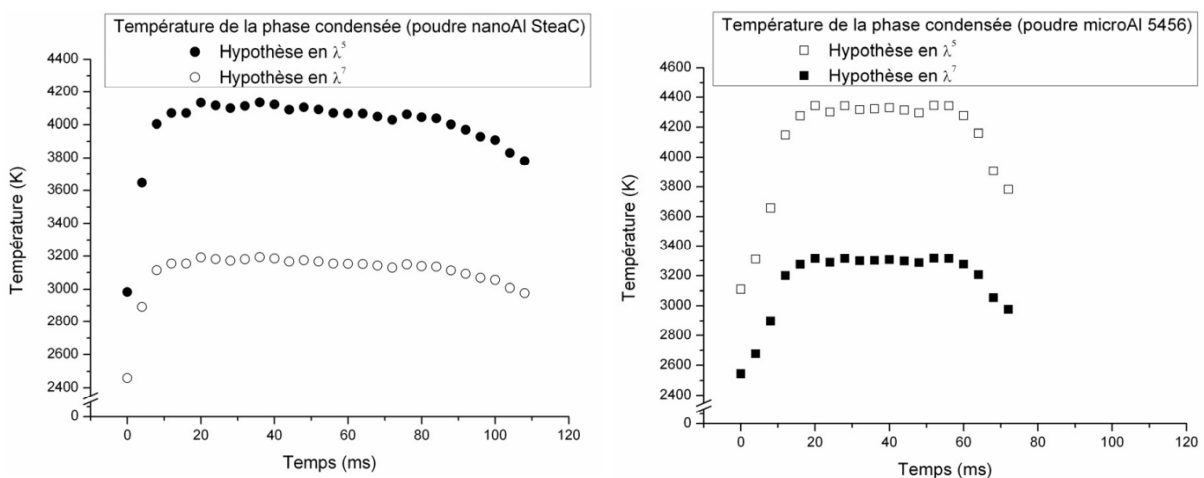 Température de la phase condensée (poudre nanoAl SteaC)
Hypothèse en λ⁵
Hypothèse en λ⁷
4400
4200
4000
3800
3600
3400
3200
3000
2800
2600
2400
0
Température (K)
0 20 40 60 80 100 120
Temps (ms)
Température de la phase condensée (poudre microAl 5456)
Hypothèse en λ⁵
Hypothèse en λ⁷
4600
4400
4200
4000
3800
3600
3400
3200
3000
2800
2600
2400
0
Température (K)
0 20 40 60 80 100 120
Temps (ms)